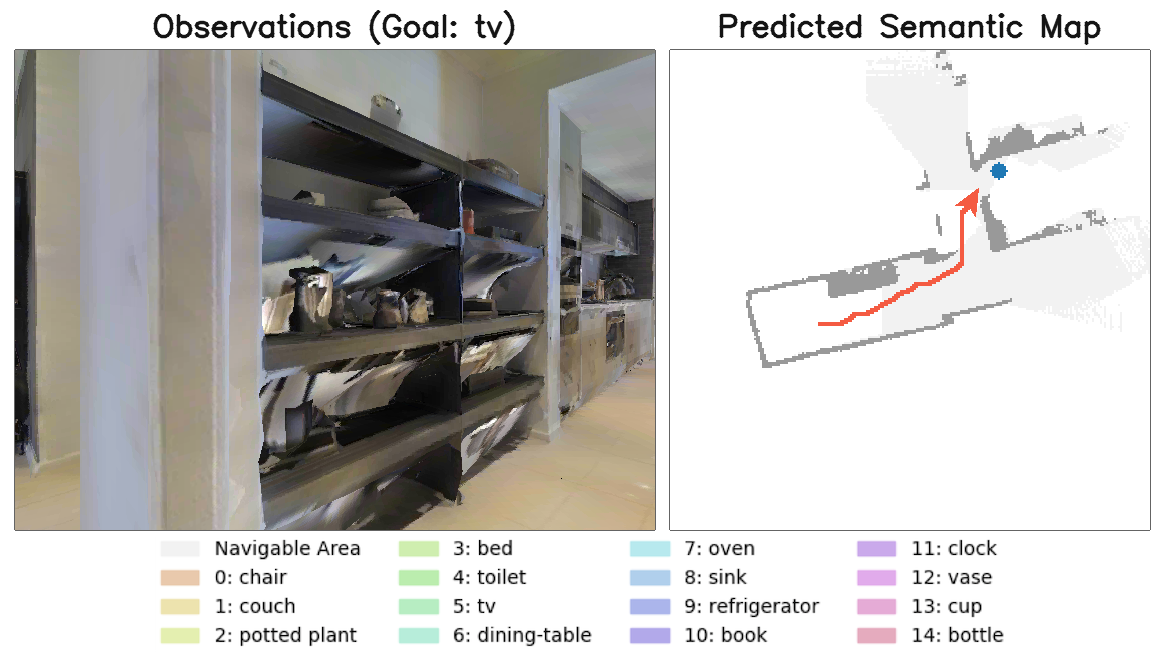 Observations (Goal: tv)
Predicted Semantic Map
Navigable Area
0: chair
1: couch
2: potted plant
3: bed
4: toilet
5: tv
6: dining-table
7: oven
8: sink
9: refrigerator
10: book
11: clock
12: vase
13: cup
14: bottle